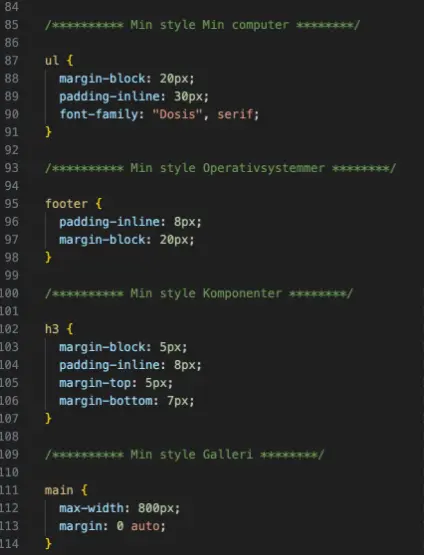 84
85 /********** Min style Min computer ********/
86
87 ul {
88 margin-block: 20px;
89 padding-inline: 30px;
90 font-family: "Dosis", serif;
91 }
92
93 /********** Min style Operativsystemmer ********/
94
95 footer {
96 padding-inline: 8px;
97 margin-block: 20px;
98 }
99
100 /********** Min style Komponenter ********/
101
102 h3 {
103 margin-block: 5px;
104 padding-inline: 8px;
105 margin-top: 5px;
106 margin-bottom: 7px;
107 }
108
109 /********** Min style Galleri ********/
110
111 main {
112 max-width: 800px;
113 margin: 0 auto;
114 }